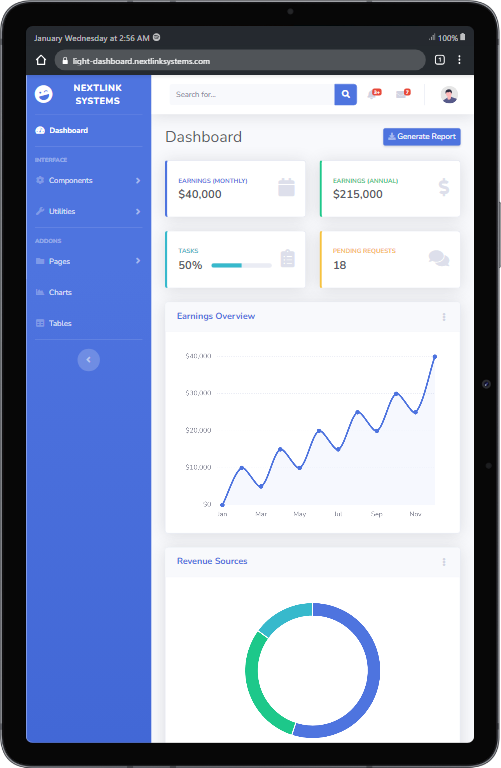 January Wednesday at 2:56 AM
100%
light-dashboard.nextlinksystems.com
1
NEXTLINK
SYSTEMS
Search for...
3+
7
Dashboard
INTERFACE
Components
Utilities
ADDONS
Pages
Charts
Tables
Dashboard
Generate Report
EARNINGS (MONTHLY)
$40,000
EARNINGS (ANNUAL)
$215,000
TASKS
50%
PENDING REQUESTS
18
Earnings Overview
$40,000
$30,000
$20,000
$10,000
$0
Jan Mar May Jul Sep Nov
Revenue Sources